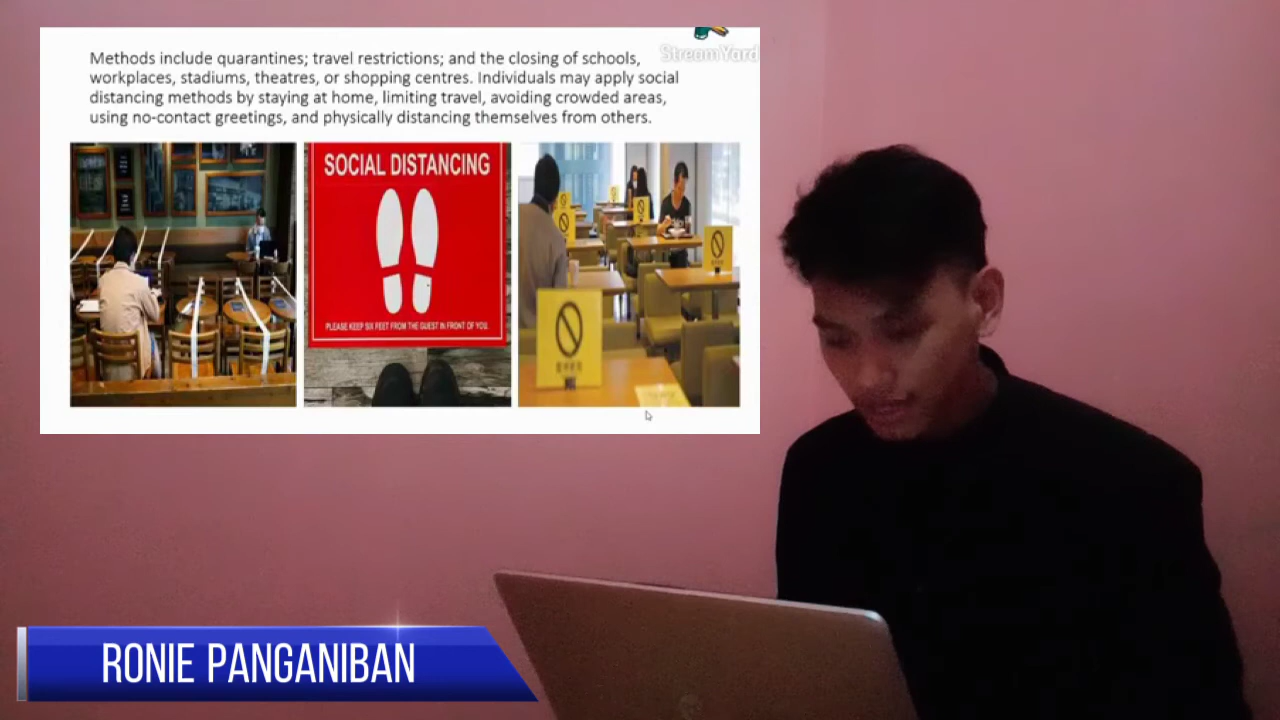 Methods include quarantines; travel restrictions; and the closing of schools,
workplaces, stadiums, theatres, or shopping centres. Individuals may apply social
distancing methods by staying at home, limiting travel, avoiding crowded areas,
using no-contact greetings, and physically distancing themselves from others.
StreamYard
SOCIAL DISTANCING
PLEASE KEEP SIX FEET FROM THE GUEST IN FRONT OF YOU.
RONIE PANGANIBAN